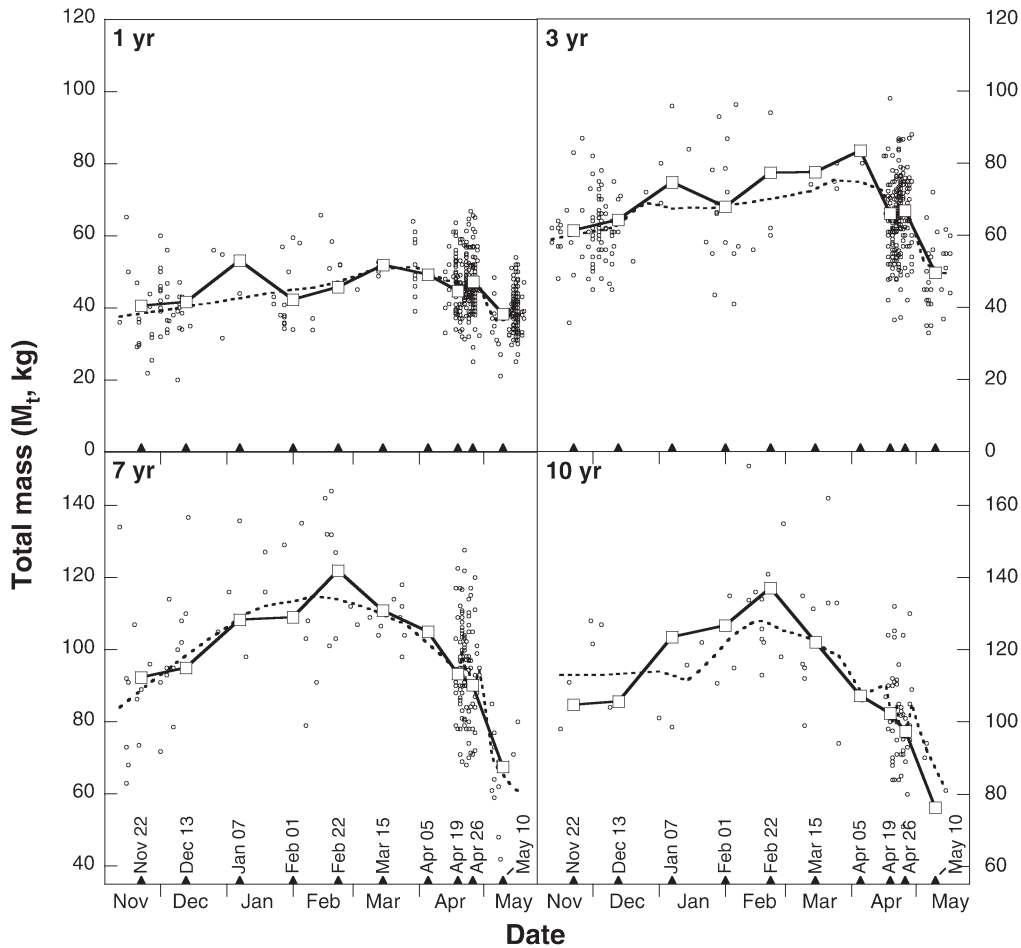 120
1 yr
3 yr
120
100
100
80
80
60
60
40
40
20
20
0
0
Total mass (Mt, kg)
7 yr
10 yr
140
160
120
140
100
120
80
100
60
80
40
60
Nov 22
Dec 13
Jan 07
Feb 01
Feb 22
Mar 15
Apr 05
Apr 19
Apr 26
May 10
Nov 22
Dec 13
Jan 07
Feb 01
Feb 22
Mar 15
Apr 05
Apr 19
Apr 26
May 10
Nov Dec Jan Feb Mar Apr May
Nov Dec Jan Feb Mar Apr May
Date